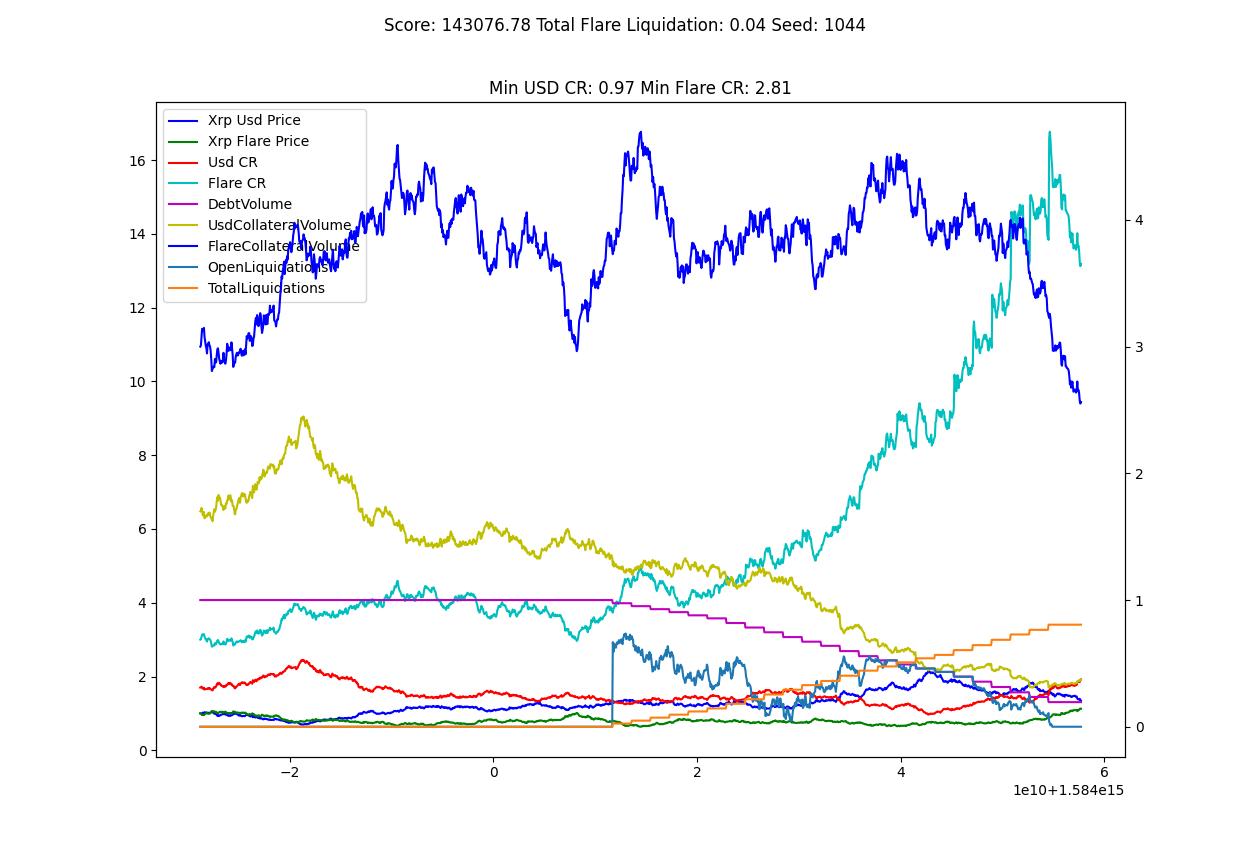 Score: 143076.78 Total Flare Liquidation: 0.04 Seed: 1044
Min USD CR: 0.97 Min Flare CR: 2.81
Xrp Usd Price
Xrp Flare Price
Usd CR
Flare CR
DebtVolume
UsdCollateralVolume
FlareCollateralVolume
OpenLiquidations
TotalLiquidations
16
14
12
10
8
6
4
2
0
4
3
2
1
0
−2 0 2 4 6
1e10+1.584e15